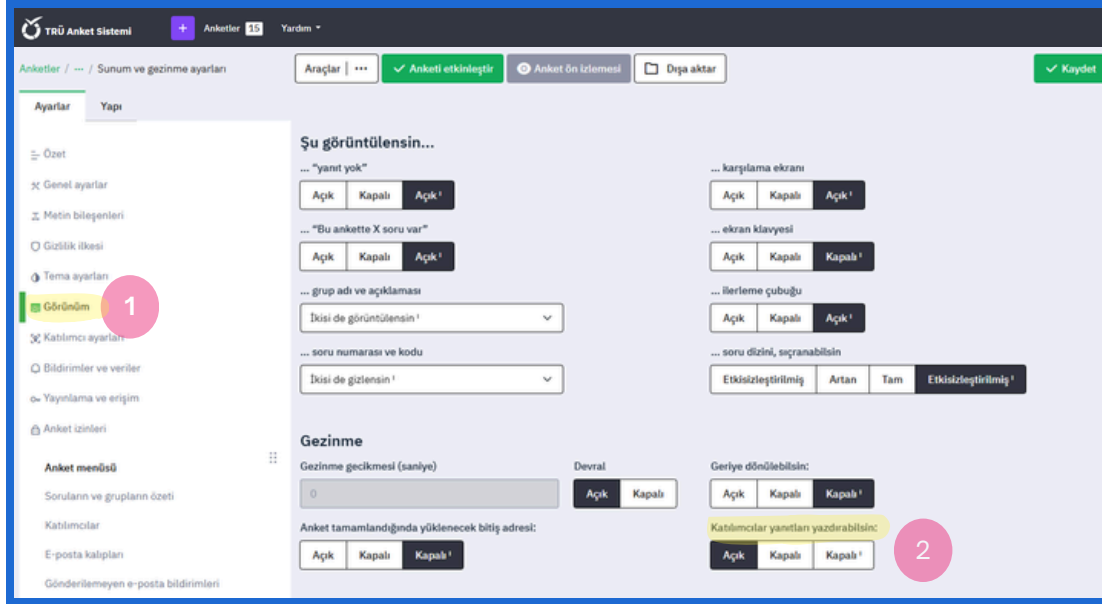 TRÜ Anket Sistemi + Anketler 15 Yardım
Anketler / ··· / Sunum ve gezinme ayarları
Araçlar | ··· Anketi etkinleştir Anket ön izlemesi Dışa aktar Kaydet
Ayarlar Yapı
Özet
Genel ayarlar
Metin bileşenleri
Gizlilik ilkesi
Tema ayarları
Görünüm
1
Katılımcı ayarları
Bildirimler ve veriler
Yayınlama ve erişim
Anket izinleri
Anket menüsü
Soruların ve grupların özeti
Katılımcılar
E-posta kalıpları
Gönderilemeyen e-posta bildirimleri
Şu görüntülensin...
... "yanıt yok"
Açık Kapalı Açık ᴵ
... karşılama ekranı
Açık Kapalı Açık ᴵ
... "Bu ankette X soru var"
Açık Kapalı Açık ᴵ
... ekran klavyesi
Açık Kapalı Kapalı ᴵ
... grup adı ve açıklaması
İkisi de görüntülensin ᴵ
... ilerleme çubuğu
Açık Kapalı Açık ᴵ
... soru numarası ve kodu
İkisi de gizlensin ᴵ
... soru dizini, sıçranabilsin
Etkisizleştirilmiş Artan Tam Etkisizleştirilmiş ᴵ
Gezinme
Gezinme gecikmesi (saniye)
0
Devral
Açık Kapalı
Geriye dönülebilsin:
Açık Kapalı Kapalı ᴵ
Anket tamamlandığında yüklenecek bitiş adresi:
Açık Kapalı Kapalı ᴵ
Katılımcılar yanıtları yazdırabilsin:
Açık Kapalı Kapalı ᴵ
2